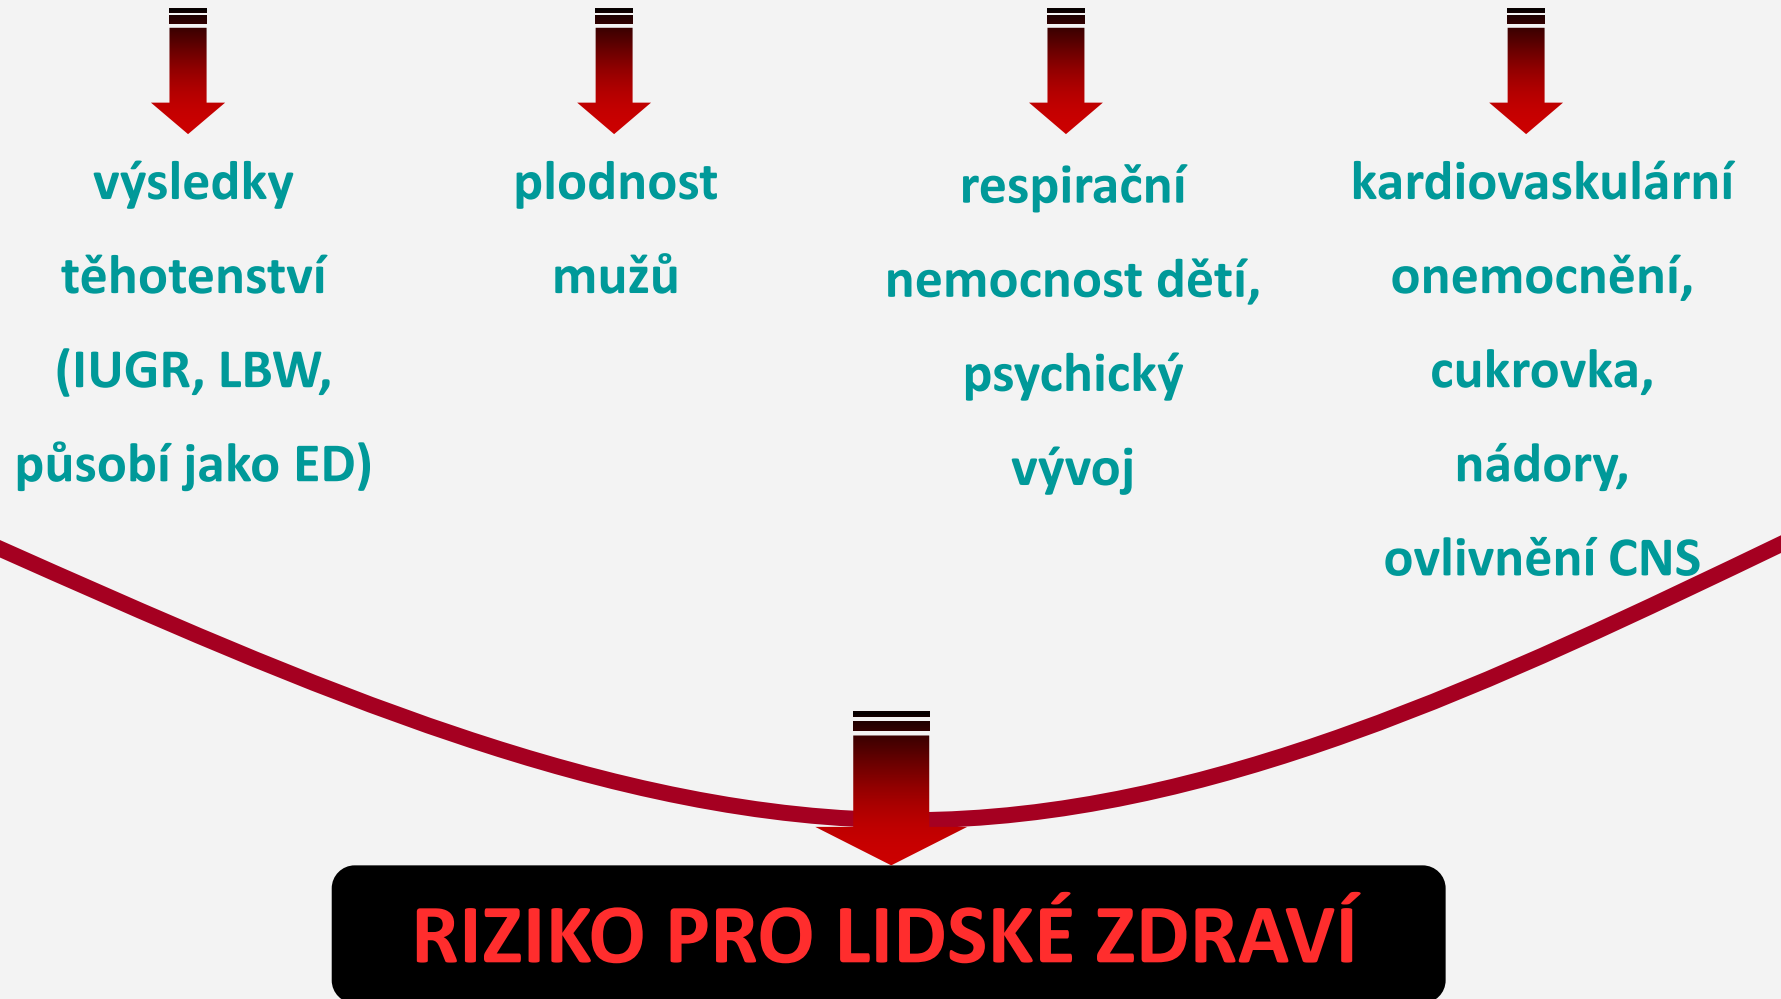 výsledky
těhotenství
(IUGR, LBW,
působí jako ED)
plodnost
mužů
respirační
nemocnost dětí,
psychický
vývoj
kardiovaskulární
onemocnění,
cukrovka,
nádory,
ovlivnění CNS
RIZIKO PRO LIDSKÉ ZDRAVÍ